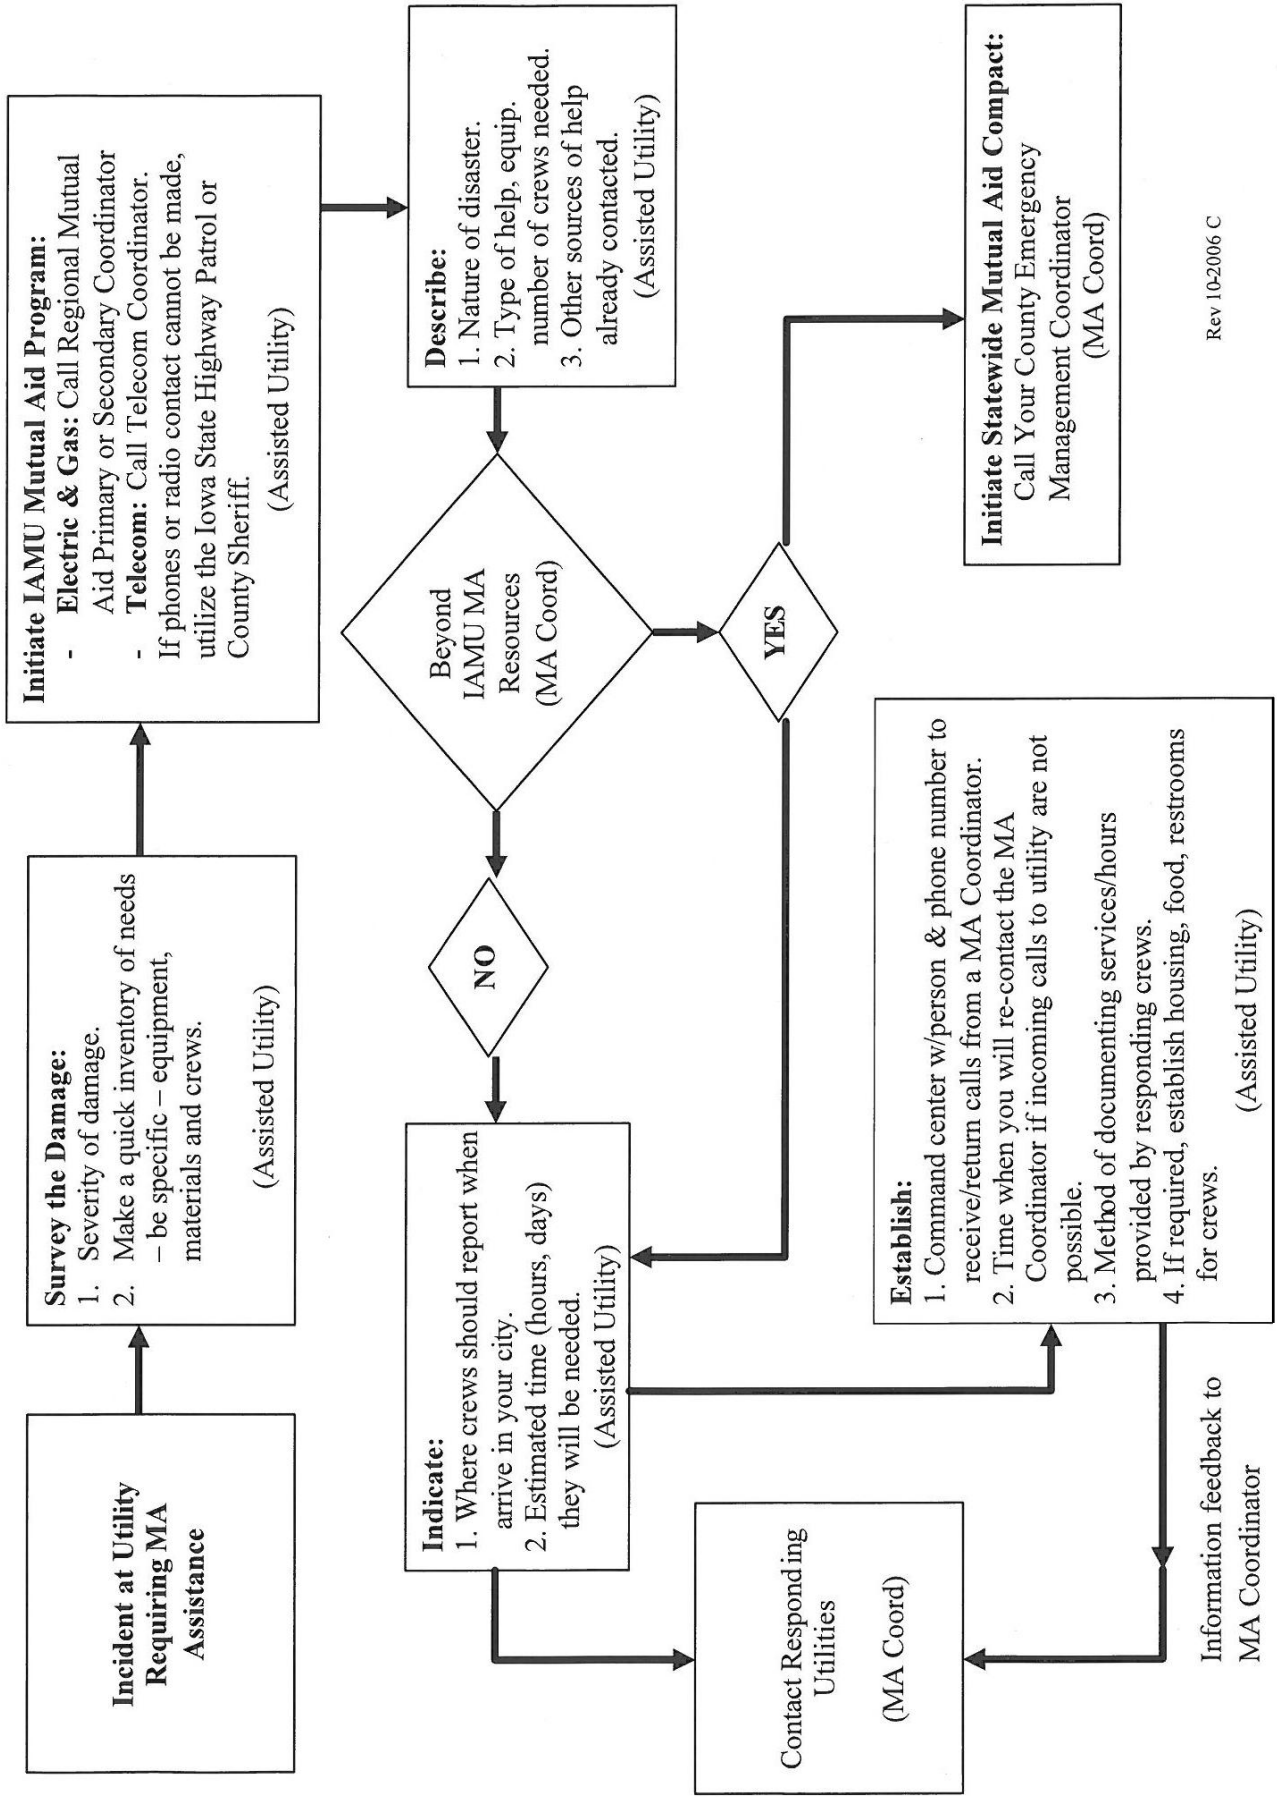 Incident at Utility
Requiring MA
Assistance
Survey the Damage:
1. Severity of damage.
2. Make a quick inventory of needs
– be specific – equipment,
materials and crews.
(Assisted Utility)
Initiate IAMU Mutual Aid Program:
- Electric & Gas: Call Regional Mutual
Aid Primary or Secondary Coordinator
- Telecom: Call Telecom Coordinator.
If phones or radio contact cannot be made,
utilize the Iowa State Highway Patrol or
County Sheriff.
(Assisted Utility)
Describe:
1. Nature of disaster.
2. Type of help, equip.
number of crews needed.
3. Other sources of help
already contacted.
(Assisted Utility)
Beyond
IAMU MA
Resources
(MA Coord)
NO
YES
Indicate:
1. Where crews should report when
arrive in your city.
2. Estimated time (hours, days)
they will be needed.
(Assisted Utility)
Contact Responding
Utilities
(MA Coord)
Establish:
1. Command center w/person & phone number to
receive/return calls from a MA Coordinator.
2. Time when you will re-contact the MA
Coordinator if incoming calls to utility are not
possible.
3. Method of documenting services/hours
provided by responding crews.
4. If required, establish housing, food, restrooms
for crews.
(Assisted Utility)
Initiate Statewide Mutual Aid Compact:
Call Your County Emergency
Management Coordinator
(MA Coord)
Information feedback to
MA Coordinator
Rev 10-2006 C